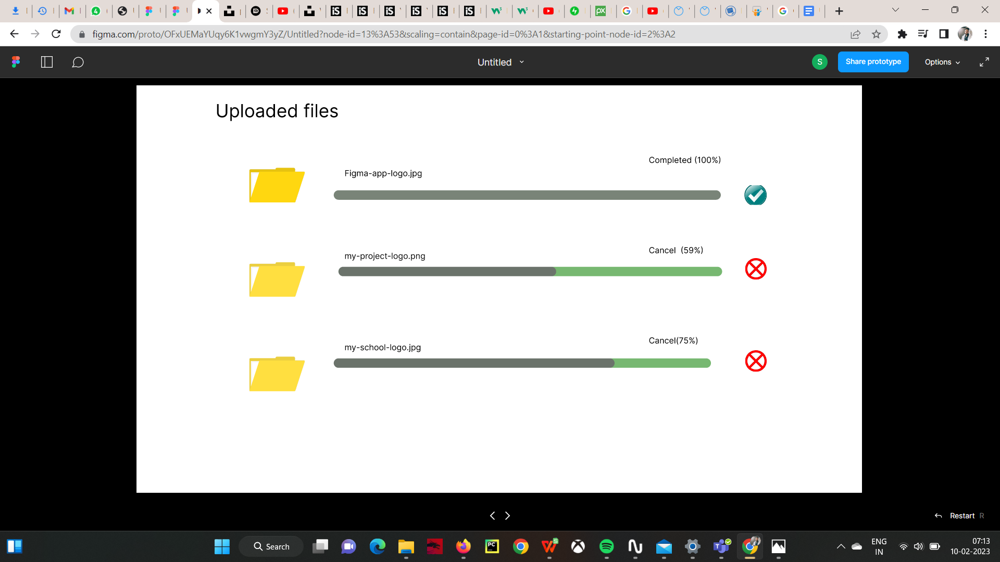 figma.com/proto/OFxUEMaYUqy6K1vwgmY3yZ/Untitled?node-id=13%3A53&scaling=contain&page-id=0%3A1&starting-point-node-id=2%3A2
Untitled
S
Share prototype
Options
Uploaded files
Completed (100%)
Figma-app-logo.jpg
Cancel (59%)
my-project-logo.png
Cancel(75%)
my-school-logo.jpg
Restart R
Search
ENG
IN
07:13
10-02-2023